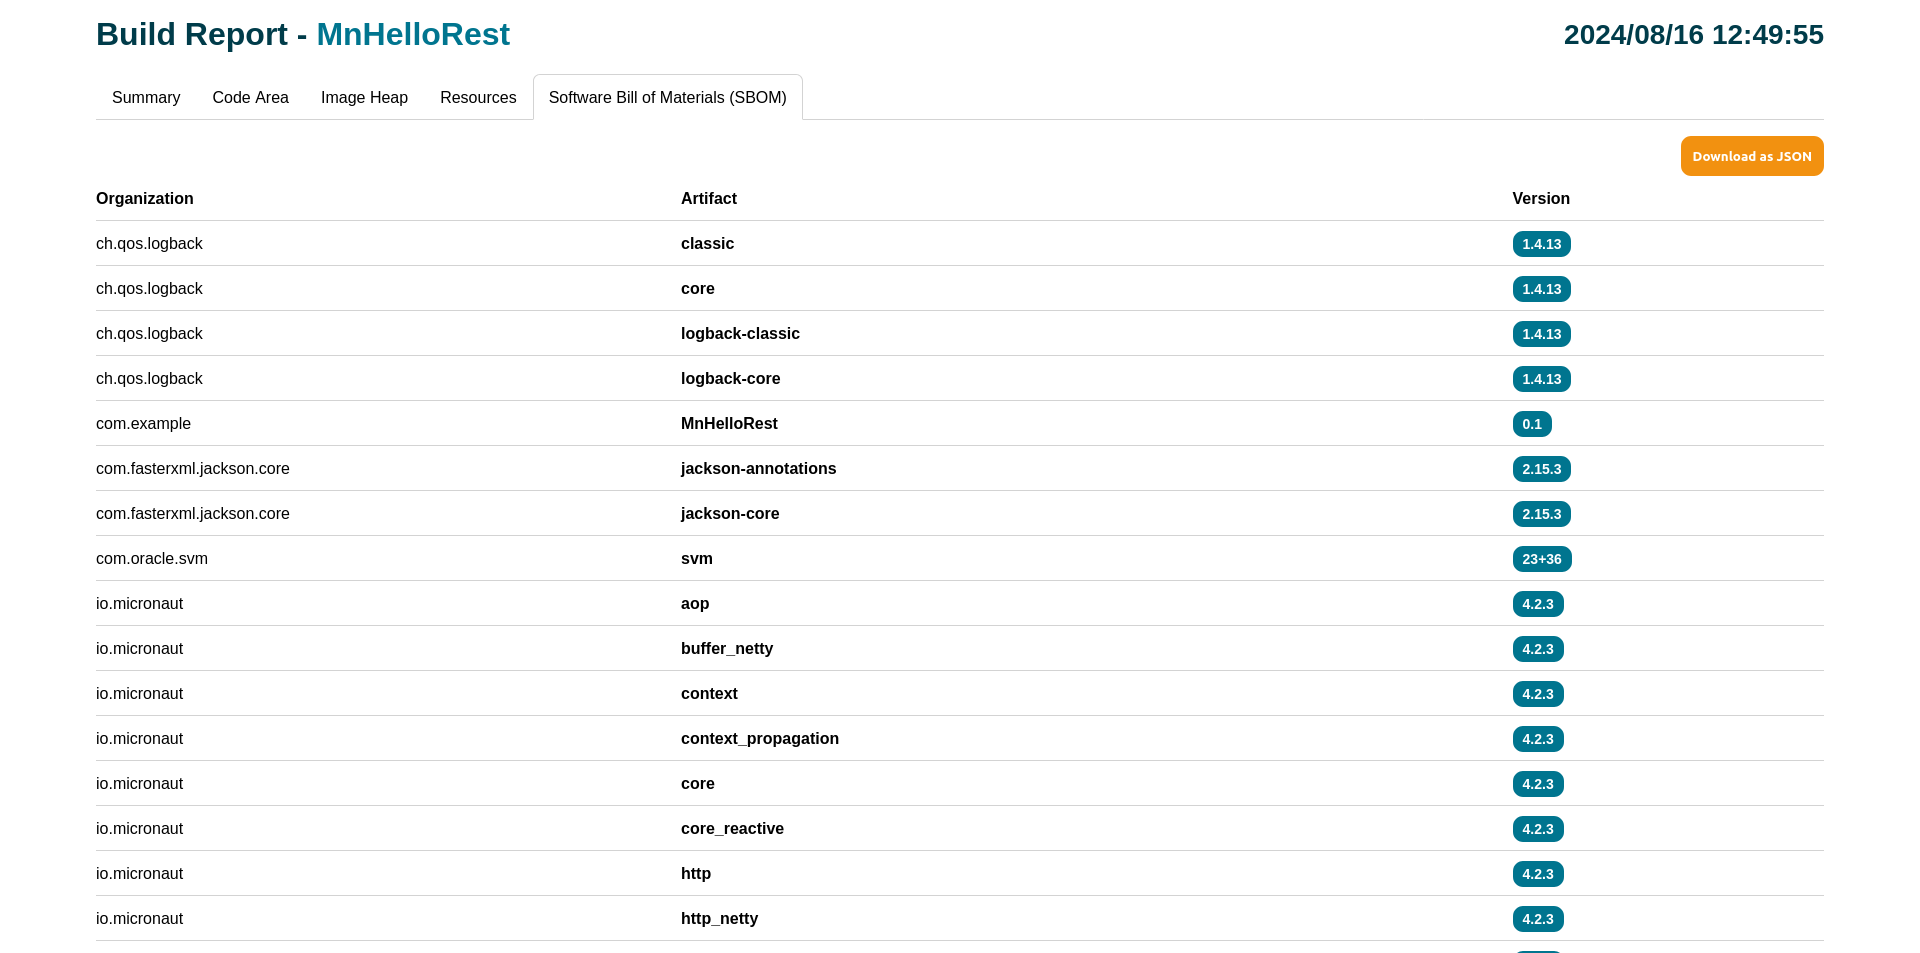 Build Report - MnHelloRest 2024/08/16 12:49:55
Summary Code Area Image Heap Resources Software Bill of Materials (SBOM)
Download as JSON
Organization Artifact Version
ch.qos.logback classic 1.4.13
ch.qos.logback core 1.4.13
ch.qos.logback logback-classic 1.4.13
ch.qos.logback logback-core 1.4.13
com.example MnHelloRest 0.1
com.fasterxml.jackson.core jackson-annotations 2.15.3
com.fasterxml.jackson.core jackson-core 2.15.3
com.oracle.svm svm 23+36
io.micronaut aop 4.2.3
io.micronaut buffer_netty 4.2.3
io.micronaut context 4.2.3
io.micronaut context_propagation 4.2.3
io.micronaut core 4.2.3
io.micronaut core_reactive 4.2.3
io.micronaut http 4.2.3
io.micronaut http_netty 4.2.3